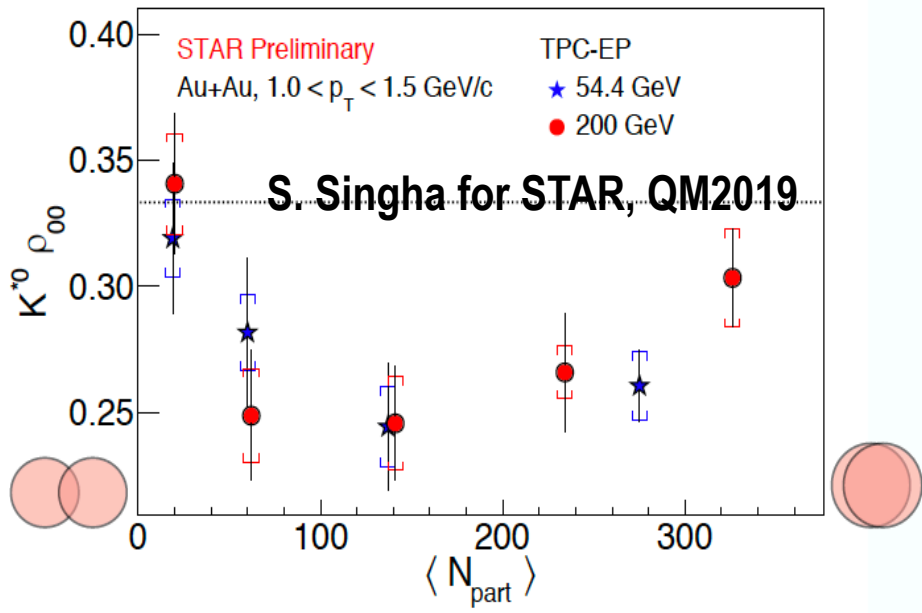 0.40
STAR Preliminary
TPC-EP
Au+Au, 1.0 < p_T < 1.5 GeV/c
★ 54.4 GeV
● 200 GeV
0.35
S. Singha for STAR, QM2019
0.30
0.25
K*0 ρ00
0 100 200 300
⟨ N_part ⟩